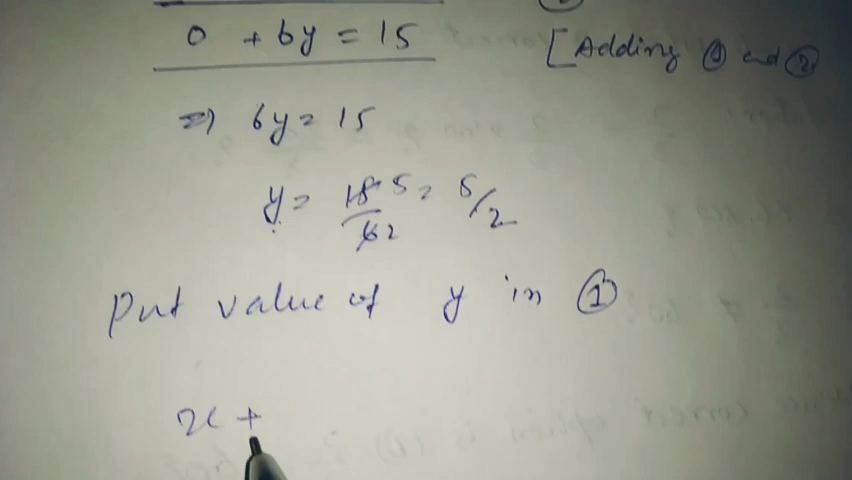 0 + 6y = 15
[Adding ① and ②
⇒ 6y = 15
y = 15/6 5/2 = 5/2
Put value of y in ①
x +